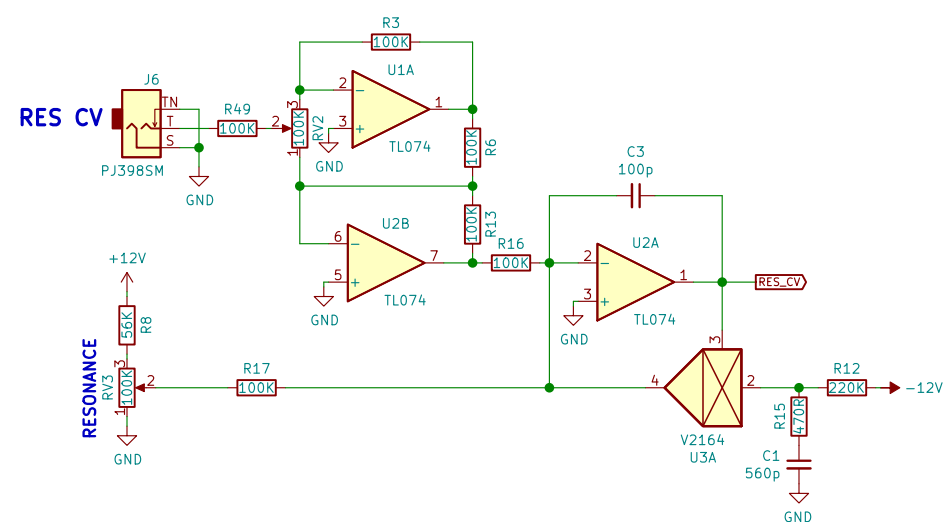 R3
100K
U1A
J6
TN
T
S
RES CV
PJ398SM
GND
R49
100K
2
3
100K
RV2
1
2
−
3
+
1
TL074
GND
100K
R6
C3
100p
U2B
100K
R13
6
−
5
+
7
TL074
GND
R16
100K
U2A
2
−
3
+
1
TL074
GND
RES_CV
+12V
56K
R8
RESONANCE
RV3
3
100K
1
2
GND
R17
100K
3
4
2
V2164
U3A
R12
220K
−12V
R15
470R
C1
560p
GND